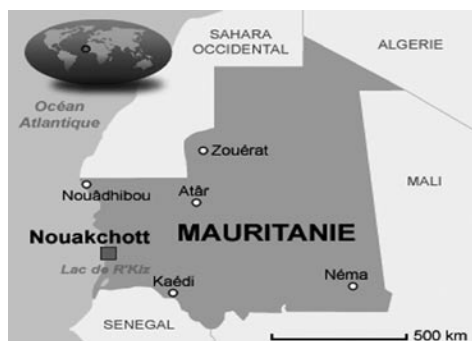 SAHARA
OCCIDENTAL
ALGERIE
Océan
Atlantique
Zouérat
MALI
Nouâdhibou
Atâr
Nouakchott
MAURITANIE
Lac de R'Kiz
Kaédi
Néma
SENEGAL
500 km